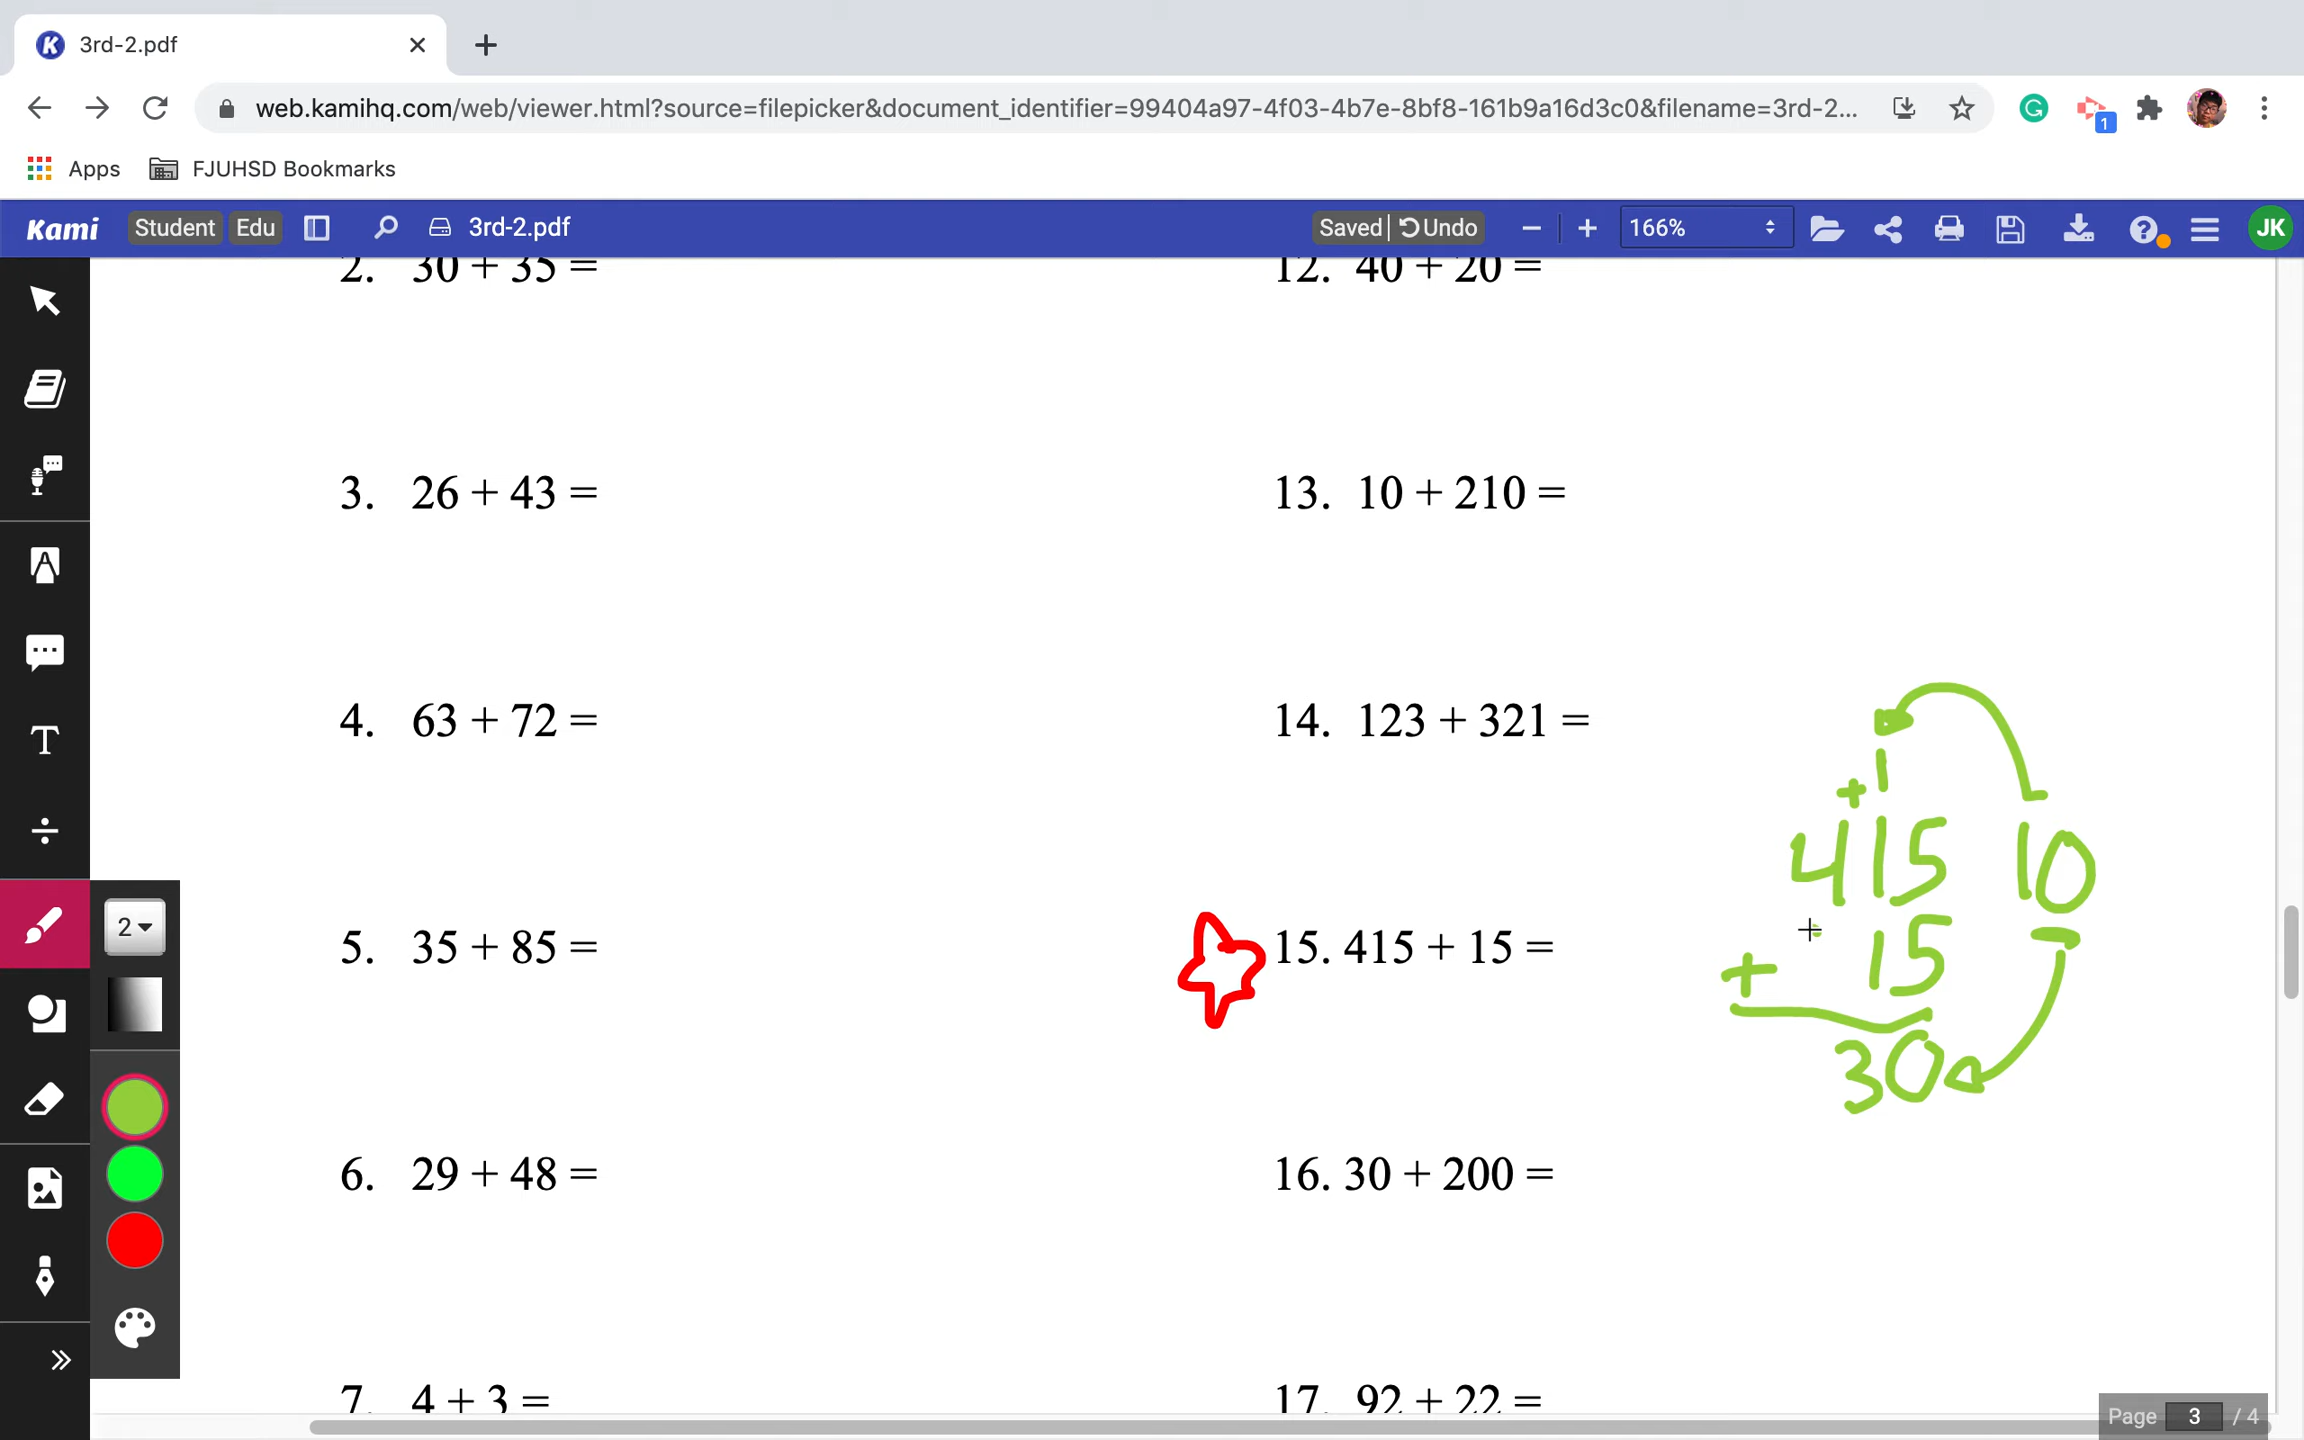 3rd-2.pdf
web.kamihq.com/web/viewer.html?source=filepicker&document_identifier=99404a97-4f03-4b7e-8bf8-161b9a16d3c0&filename=3rd-2...
1
Apps
FJUHSD Bookmarks
Kami
Student
Edu
3rd-2.pdf
Saved| Undo
166%
JK
2. 30 + 35 =
12. 40 + 20 =
3. 26 + 43 =
13. 10 + 210 =
4. 63 + 72 =
14. 123 + 321 =
+1
415 10
5. 35 + 85 =
15. 415 + 15 =
+ 15
30
6. 29 + 48 =
16. 30 + 200 =
7. 4 + 3 =
17. 92 + 22 =
2
Page 3 / 4